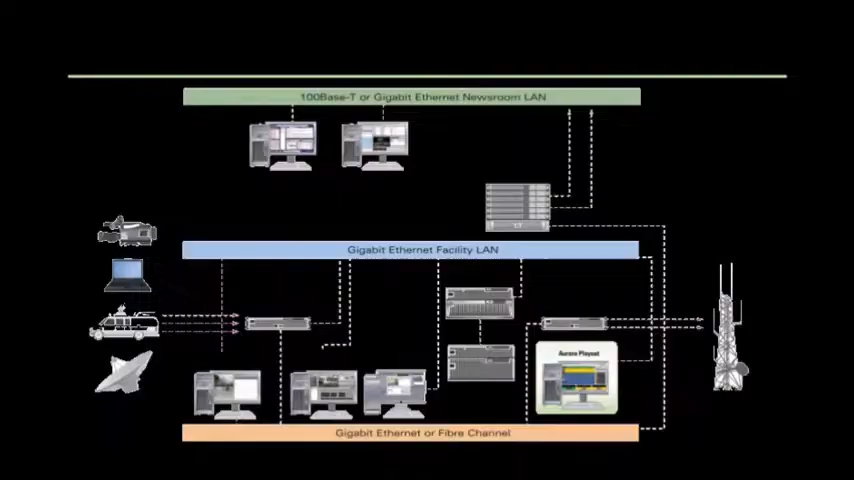 100Base-T or Gigabit Ethernet Newsroom LAN
Gigabit Ethernet Facility LAN
Aurora Playout
Gigabit Ethernet or Fibre Channel